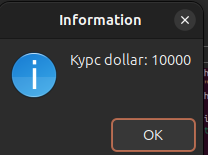 Information
Курс dollar: 10000
OK